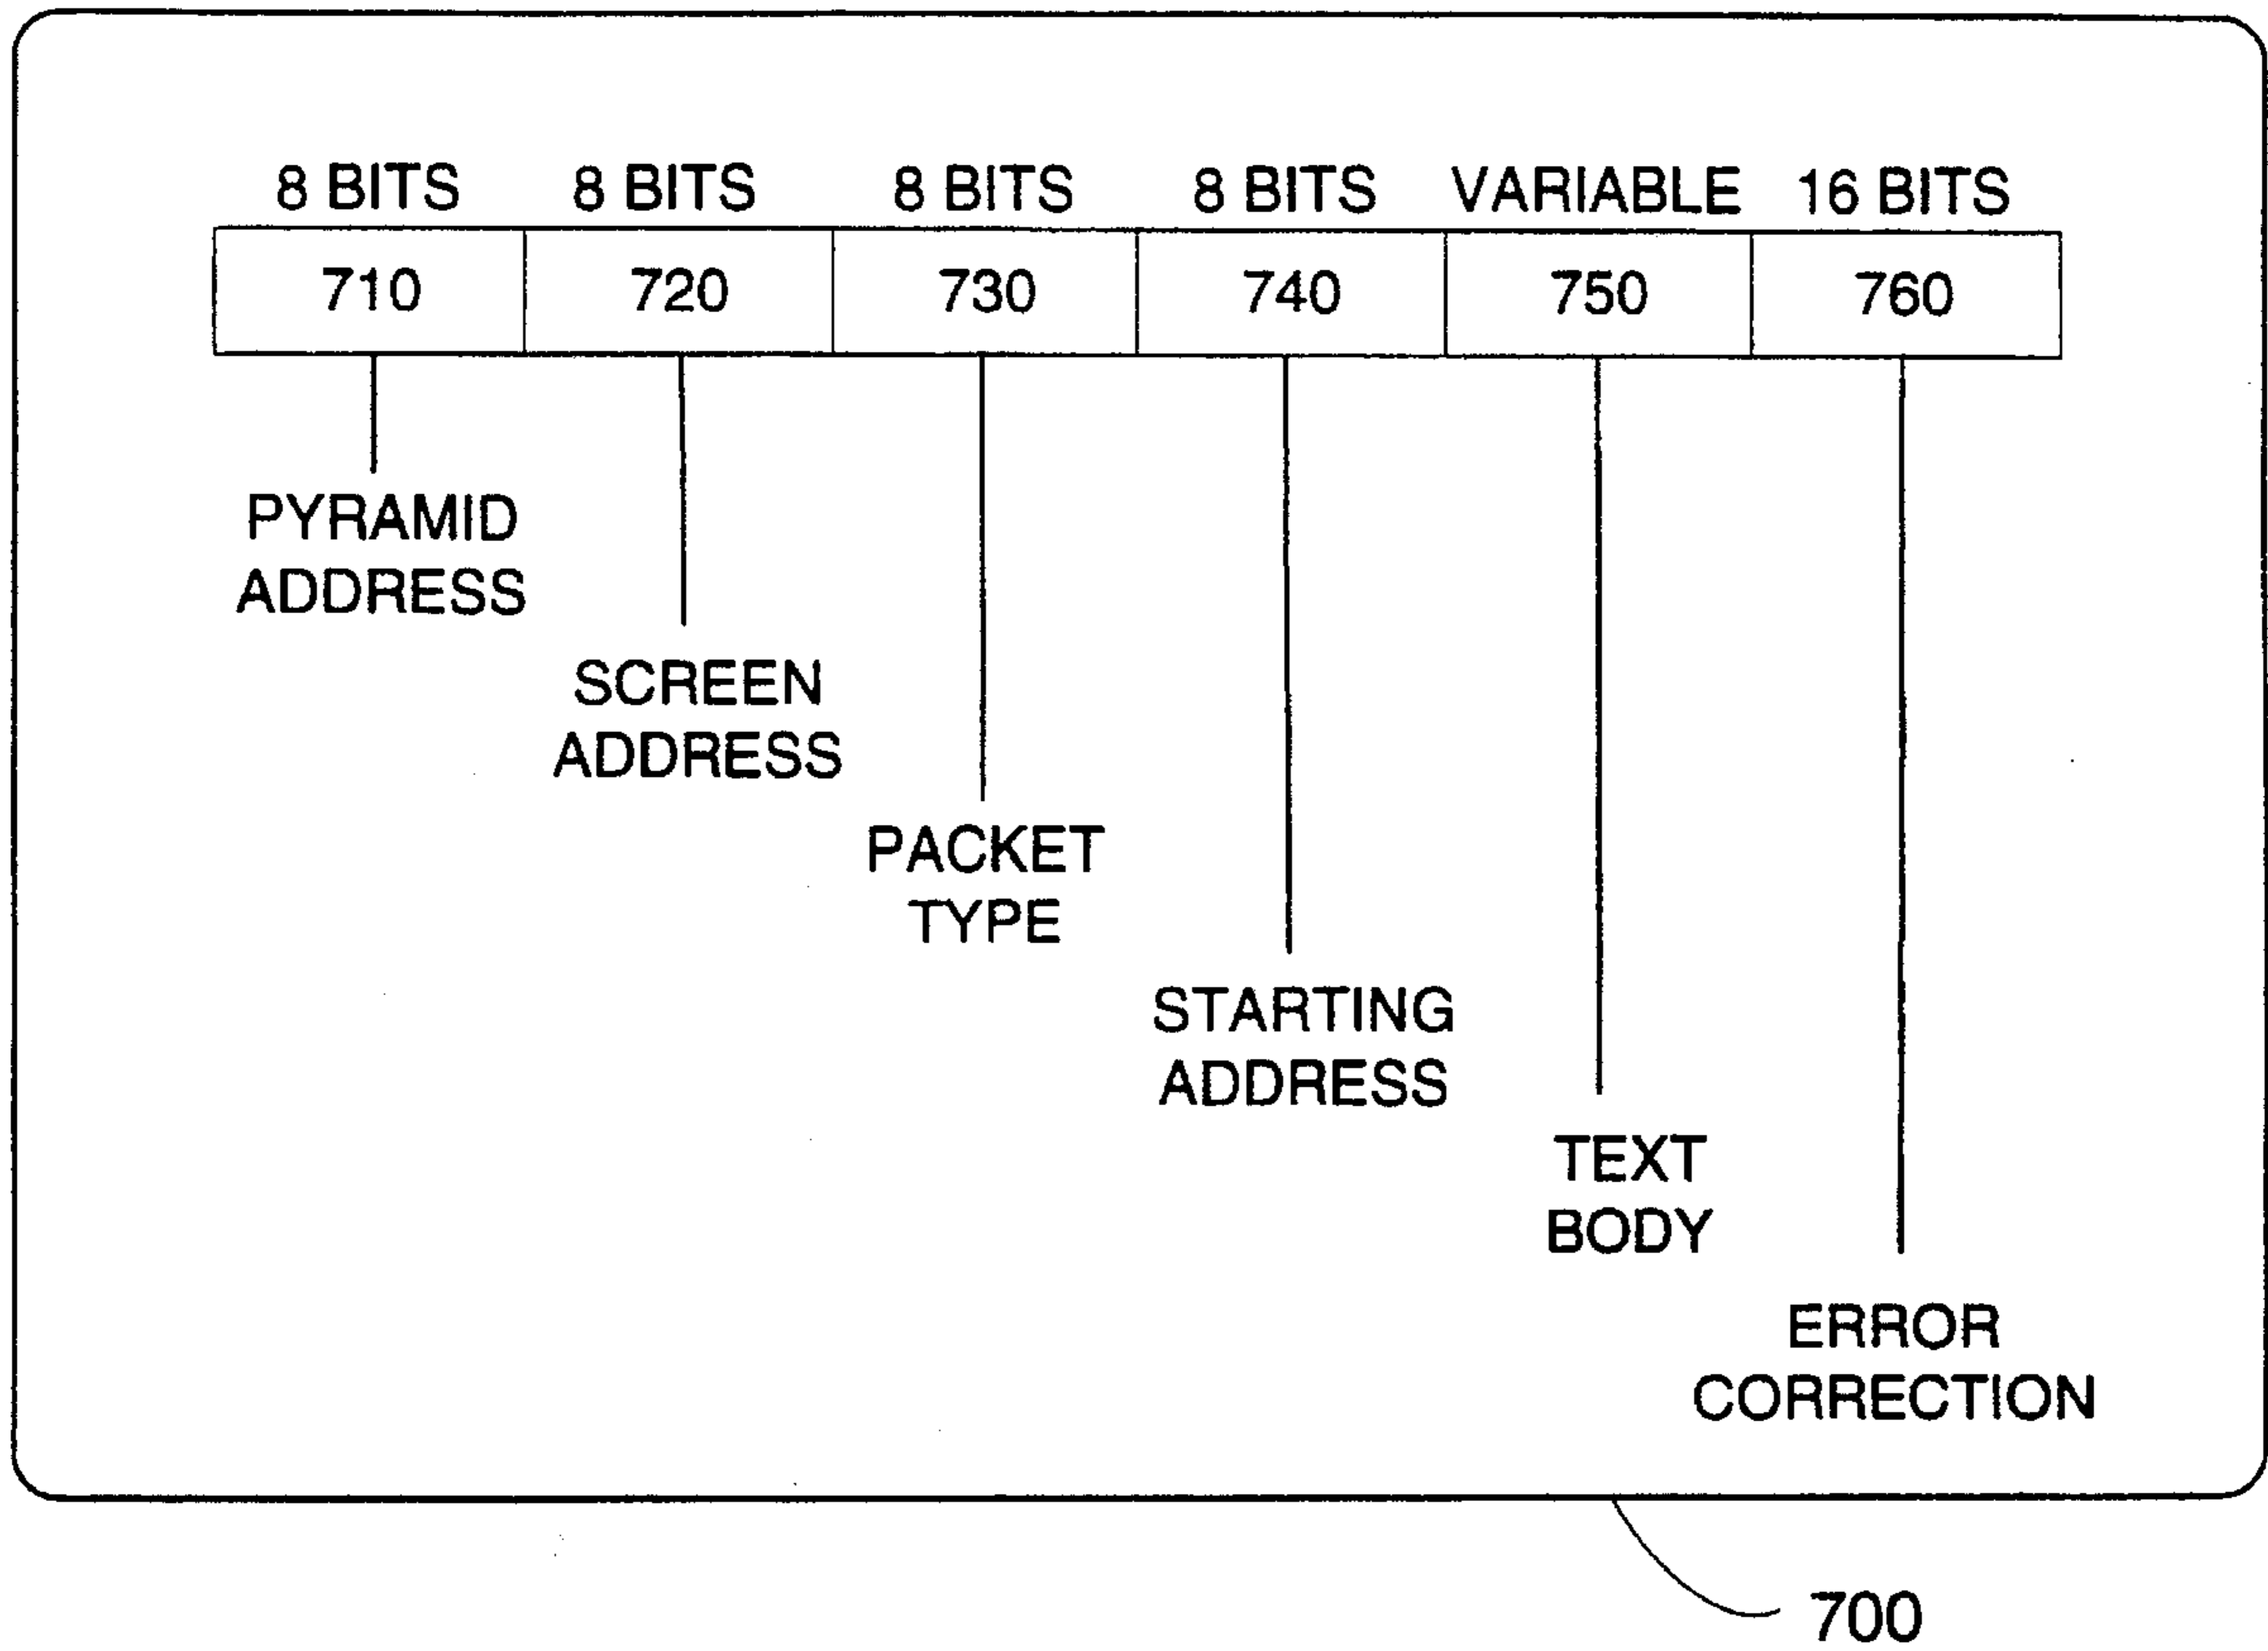 8 BITS 8 BITS 8 BITS 8 BITS VARIABLE 16 BITS
710 720 730 740 750 760
PYRAMID
ADDRESS
SCREEN
ADDRESS
PACKET
TYPE
STARTING
ADDRESS
TEXT
BODY
ERROR
CORRECTION
700